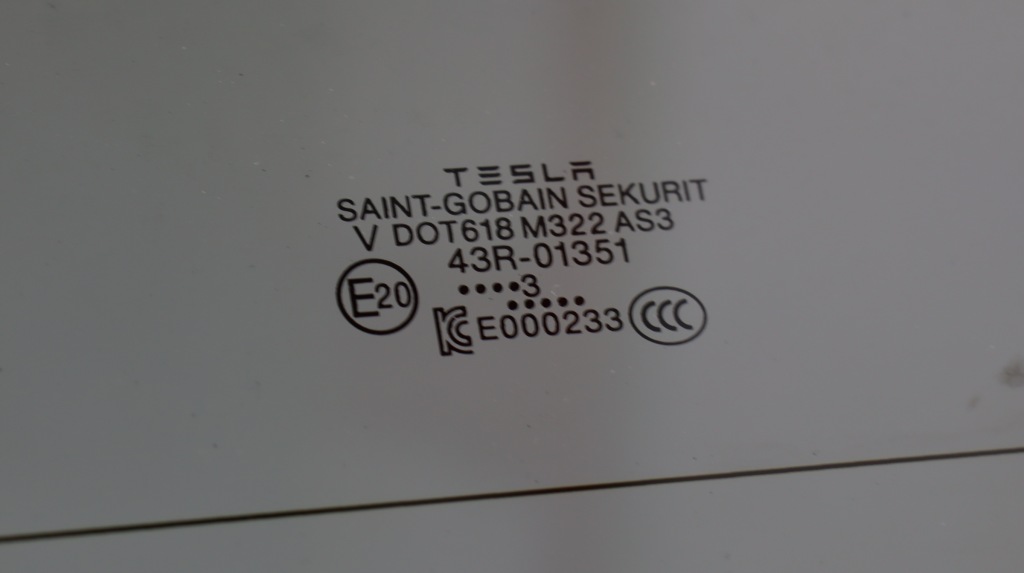 TESLA
SAINT-GOBAIN SEKURIT
V DOT618 M322 AS3
43R-01351
E20
••••3
•••••
KC E000233 CCC